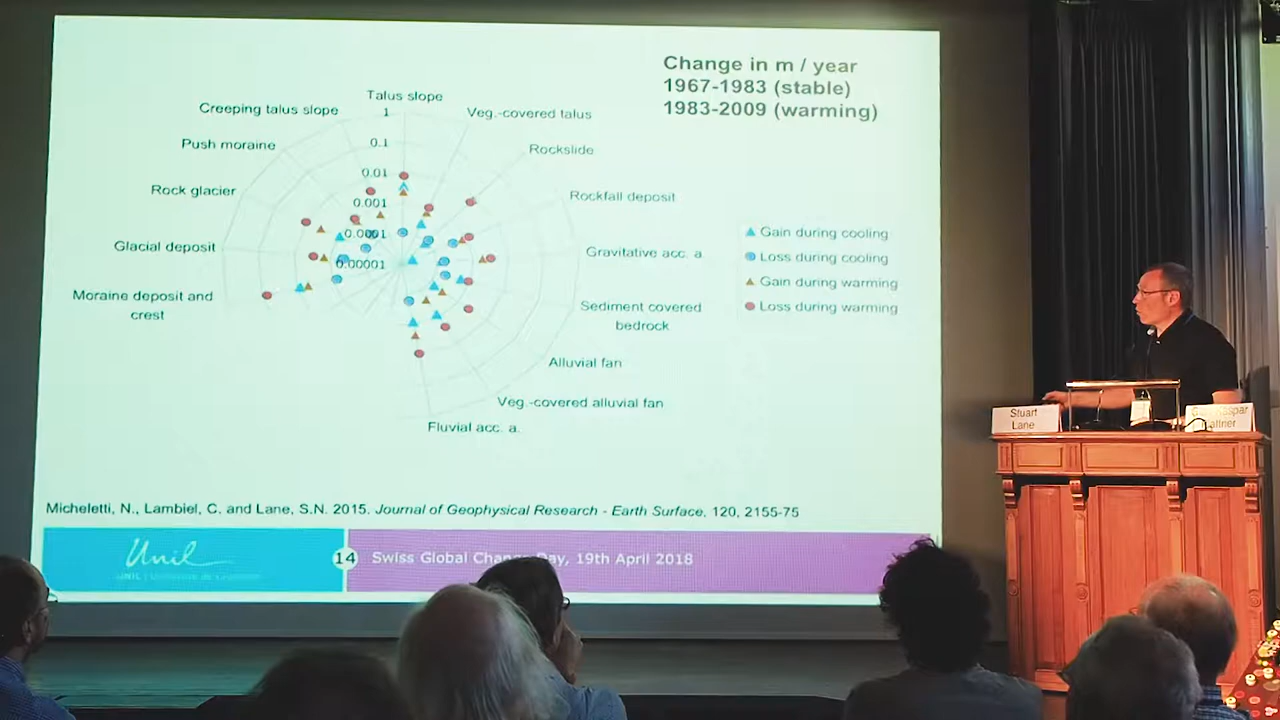 Change in m / year
1967-1983 (stable)
1983-2009 (warming)
Talus slope
Creeping talus slope
1
Veg.-covered talus
Push moraine
0.1
Rockslide
0.01
Rock glacier
Rockfall deposit
0.001
0.0001
Gain during cooling
Glacial deposit
Gravitative acc. a
Loss during cooling
0.00001
Gain during warming
Moraine deposit and
crest
Sediment covered
bedrock
Loss during warming
Alluvial fan
Veg.-covered alluvial fan
Fluvial acc. a.
Stuart
Lane
Micheletti, N., Lambiel, C. and Lane, S.N. 2015. Journal of Geophysical Research - Earth Surface, 120, 2155-75
Unil
14
Swiss Global Change Day, 19th April 2018